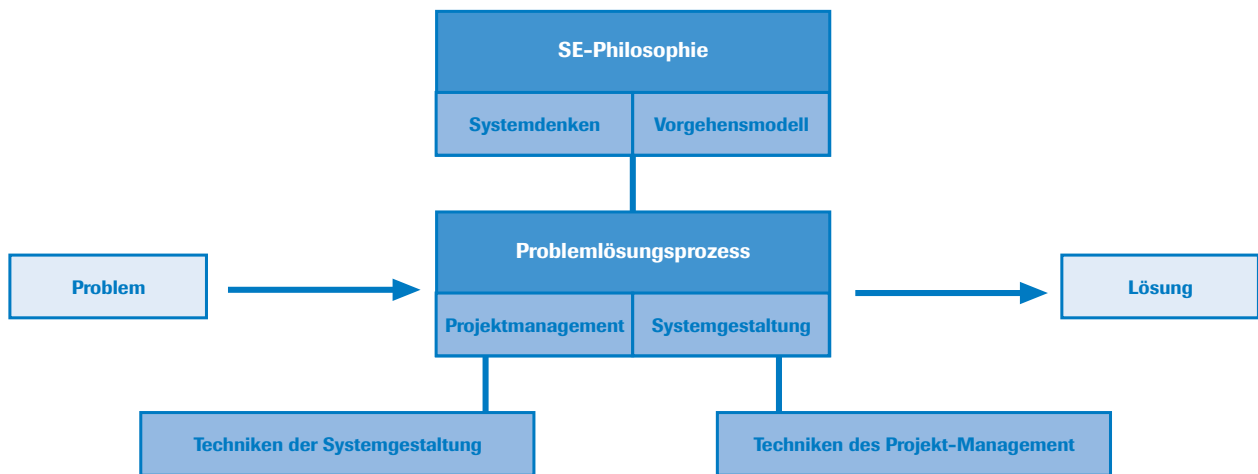 SE-Philosophie
Systemdenken
Vorgehensmodell
Problemlösungsprozess
Problem
Lösung
Projektmanagement
Systemgestaltung
Techniken der Systemgestaltung
Techniken des Projekt-Management